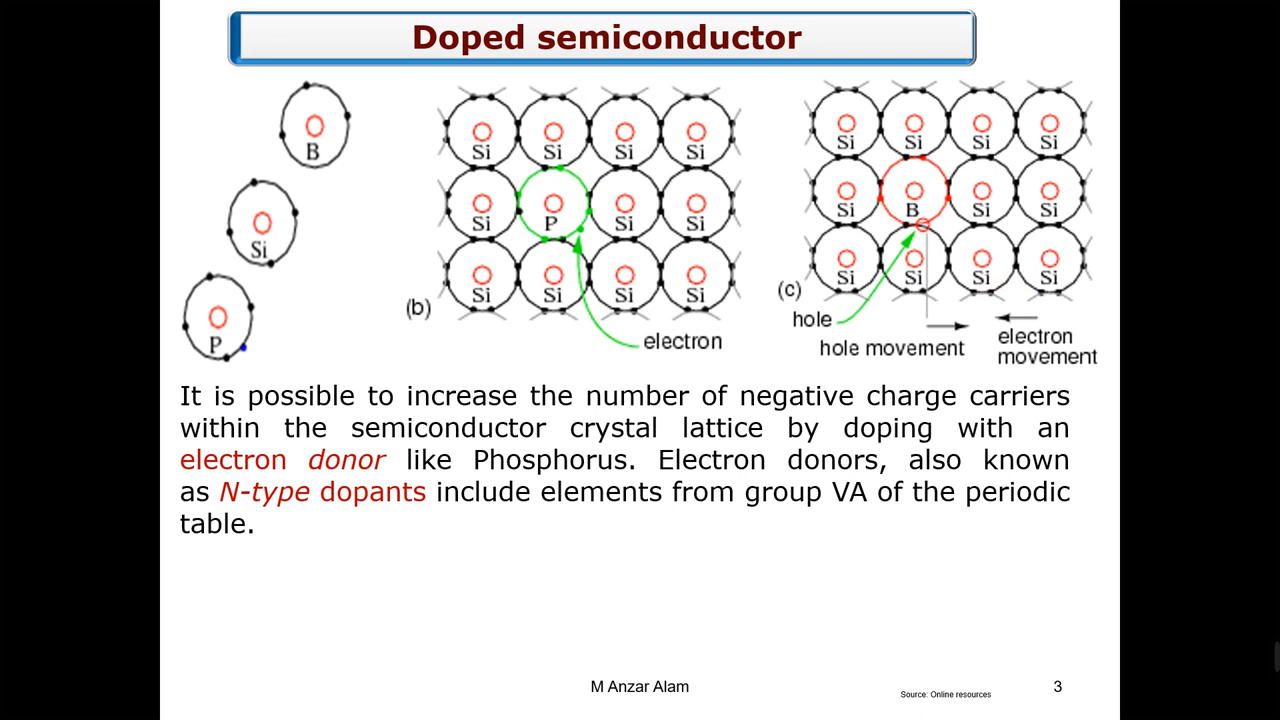 Doped semiconductor
B
Si
P
Si Si Si Si
Si P Si Si
Si Si Si Si
(b)
electron
Si Si Si Si
Si B Si Si
Si Si Si Si
(c)
hole
hole movement
electron
movement
It is possible to increase the number of negative charge carriers
within the semiconductor crystal lattice by doping with an
electron donor like Phosphorus. Electron donors, also known
as N-type dopants include elements from group VA of the periodic
table.
M Anzar Alam
Source: Online resources
3